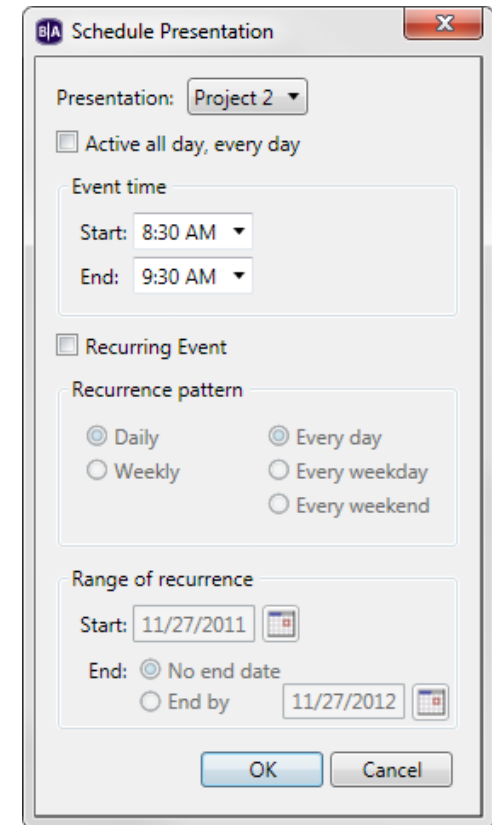 B|A Schedule Presentation
Presentation: Project 2
Active all day, every day
Event time
Start: 8:30 AM
End: 9:30 AM
Recurring Event
Recurrence pattern
Daily Every day
Weekly Every weekday
Every weekend
Range of recurrence
Start: 11/27/2011
End: No end date
End by 11/27/2012
OK Cancel